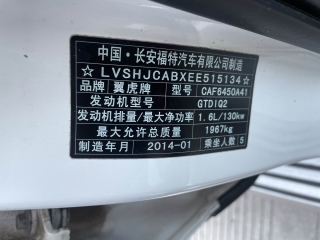 中国·长安福特汽车有限公司制造
☆LVSHJCABXEE515134☆
品牌 翼虎牌 型号 CAF6450A41
发动机型号 GTDIQ2
发动机排量/最大净功率 1.6L/130kw
最大允许总质量 1967kg
制造年月 2014-01 乘坐人数 5